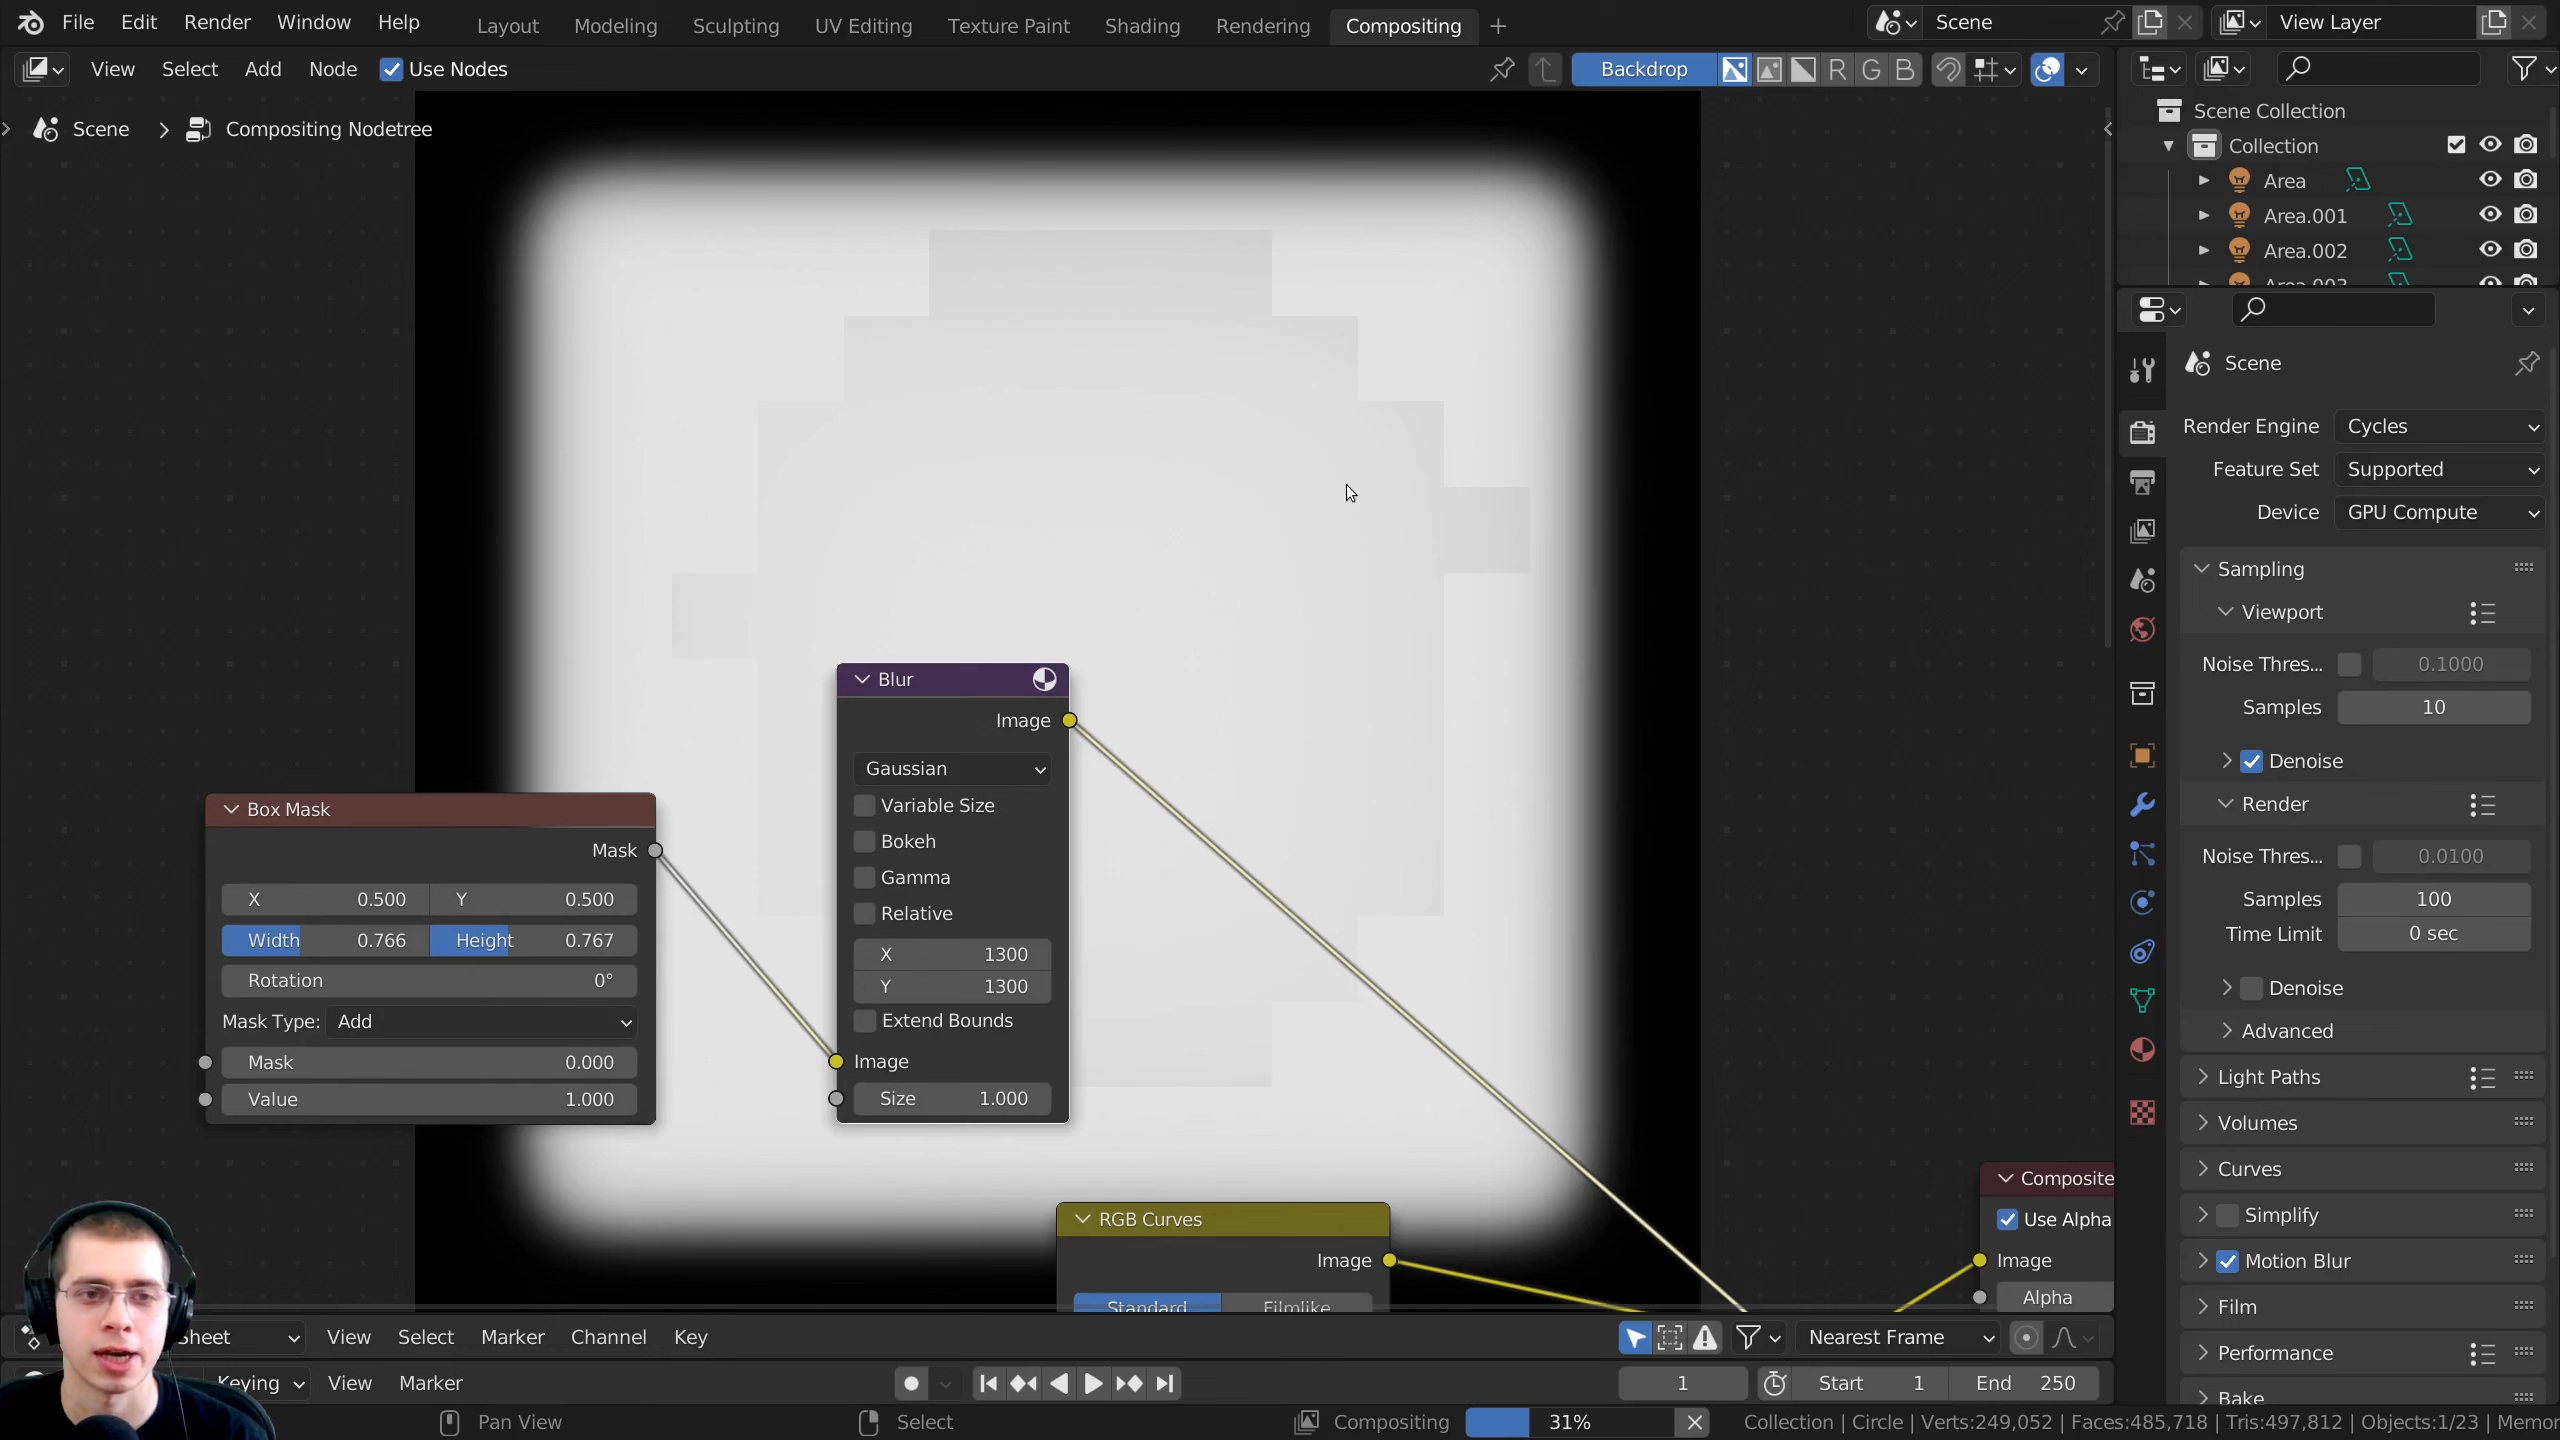 File Edit Render Window Help Layout Modeling Sculpting UV Editing Texture Paint Shading Rendering Compositing + Scene View Layer
View Select Add Node Use Nodes Backdrop R G B
Scene > Compositing Nodetree
Scene Collection
Collection
Area
Area.001
Area.002
Area.003
Scene
Render Engine Cycles
Feature Set Supported
Device GPU Compute
Sampling
Viewport
Noise Thres... 0.1000
Samples 10
Denoise
Render
Noise Thres... 0.0100
Samples 100
Time Limit 0 sec
Denoise
Advanced
Light Paths
Volumes
Curves
Simplify
Motion Blur
Film
Performance
Bake
Blur
Image
Gaussian
Variable Size
Bokeh
Gamma
Relative
X 1300
Y 1300
Extend Bounds
Image
Size 1.000
Box Mask
Mask
X 0.500 Y 0.500
Width 0.766 Height 0.767
Rotation 0°
Mask Type: Add
Mask 0.000
Value 1.000
RGB Curves
Image
Standard Filmlike
Composite
Use Alpha
Image
Alpha
Sheet View Select Marker Channel Key Nearest Frame
Keying View Marker 1 Start 1 End 250
Pan View Select Compositing 31% Collection | Circle | Verts:249,052 | Faces:485,718 | Tris:497,812 | Objects:1/23 | Memor